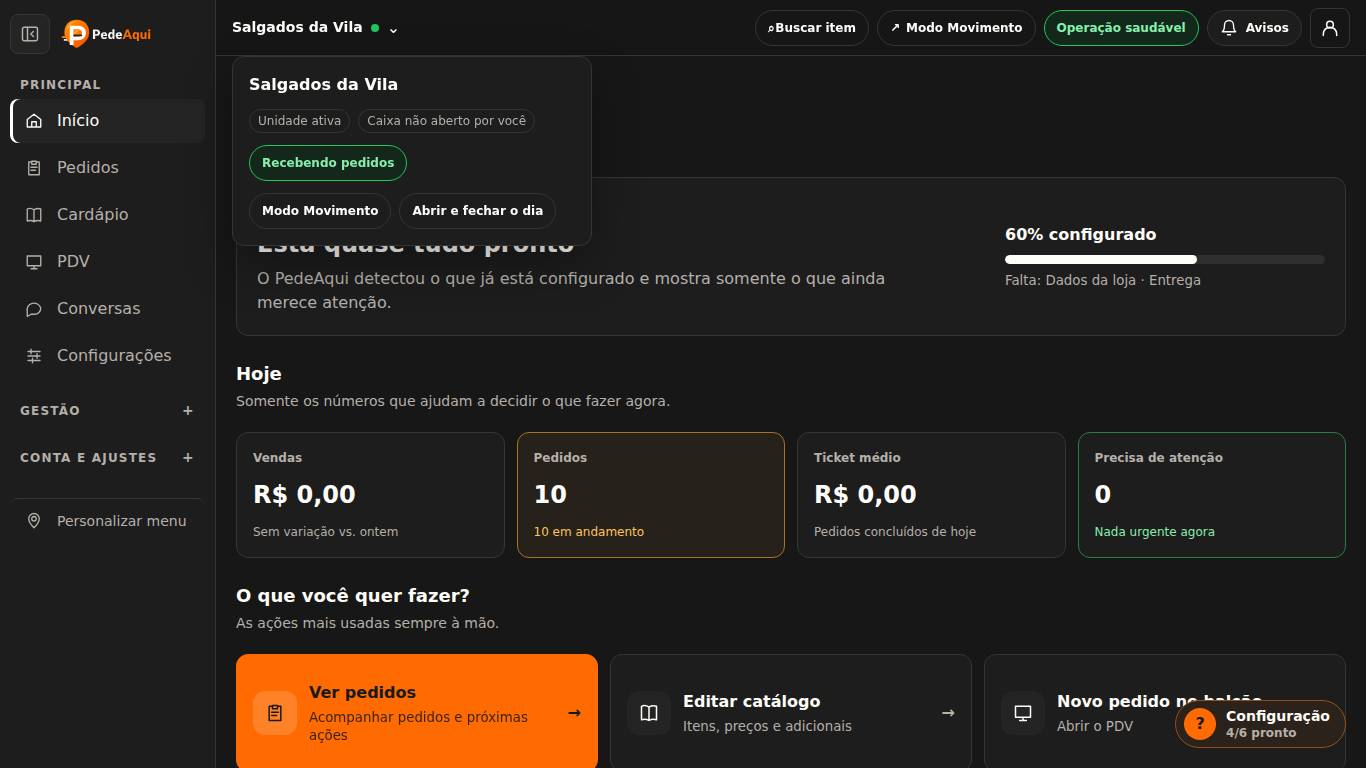 PedeAqui
Salgados da Vila
Buscar item
Modo Movimento
Operação saudável
Avisos
PRINCIPAL
Início
Pedidos
Cardápio
PDV
Conversas
Configurações
GESTÃO +
CONTA E AJUSTES +
Personalizar menu
Salgados da Vila
Unidade ativa
Caixa não aberto por você
Recebendo pedidos
Modo Movimento
Abrir e fechar o dia
Está quase tudo pronto
O PedeAqui detectou o que já está configurado e mostra somente o que ainda
merece atenção.
60% configurado
Falta: Dados da loja · Entrega
Hoje
Somente os números que ajudam a decidir o que fazer agora.
Vendas
R$ 0,00
Sem variação vs. ontem
Pedidos
10
10 em andamento
Ticket médio
R$ 0,00
Pedidos concluídos de hoje
Precisa de atenção
0
Nada urgente agora
O que você quer fazer?
As ações mais usadas sempre à mão.
Ver pedidos
Acompanhar pedidos e próximas
ações
→
Editar catálogo
Itens, preços e adicionais
→
Novo pedido no balcão
Abrir o PDV
?
Configuração
4/6 pronto